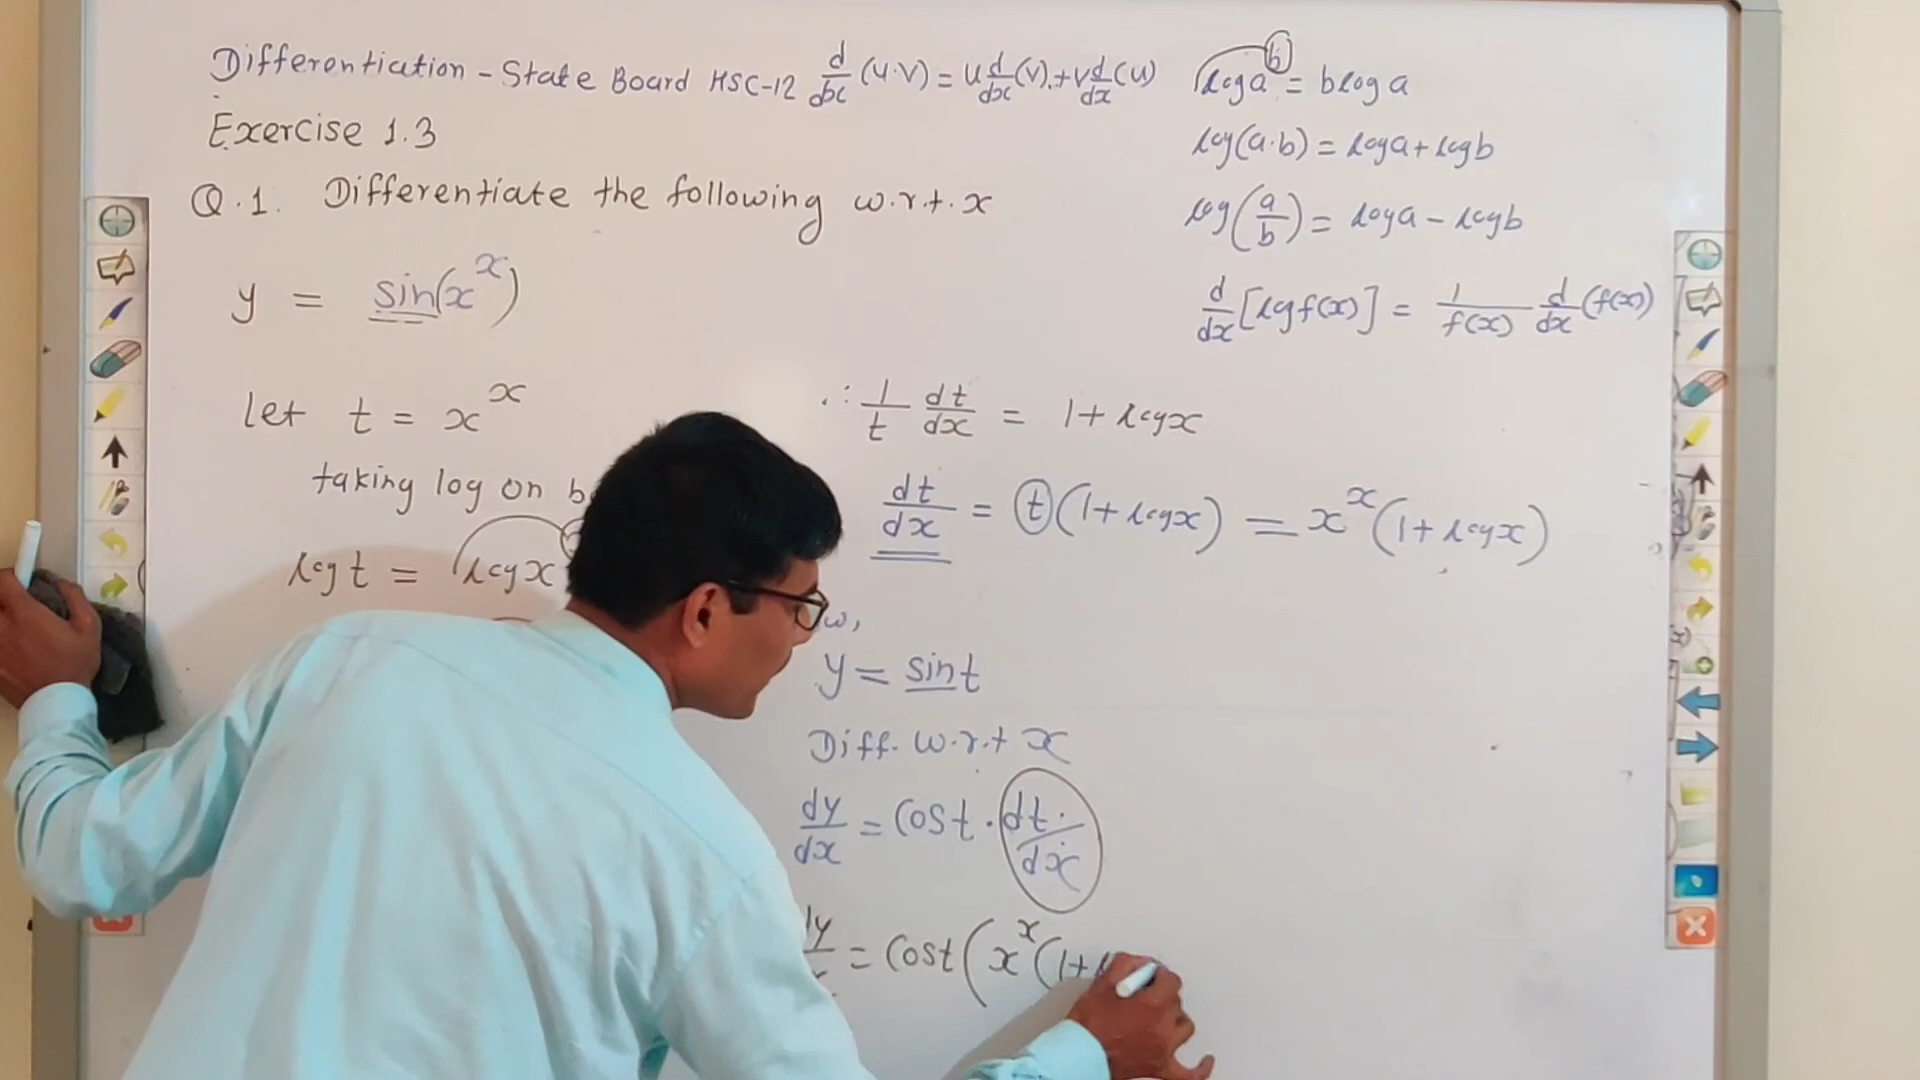 Differentiation - State Board HSC-12 d/dx (u·v) = u d/dx (v) + v d/dx (u)
Exercise 1.3
Q.1. Differentiate the following w.r.t. x
y = sin(x^x)
let t = x^x
taking log on
log t = log x
log a^b = b log a
log(a·b) = log a + log b
log(a/b) = log a - log b
d/dx [log f(x)] = 1/f(x) d/dx (f(x))
∴ 1/t dt/dx = 1 + log x
dt/dx = t(1 + log x) = x^x (1 + log x)
y = sin t
Diff. w.r.t x
dy/dx = cos t · dt/dx
= cos t (x^x (1+